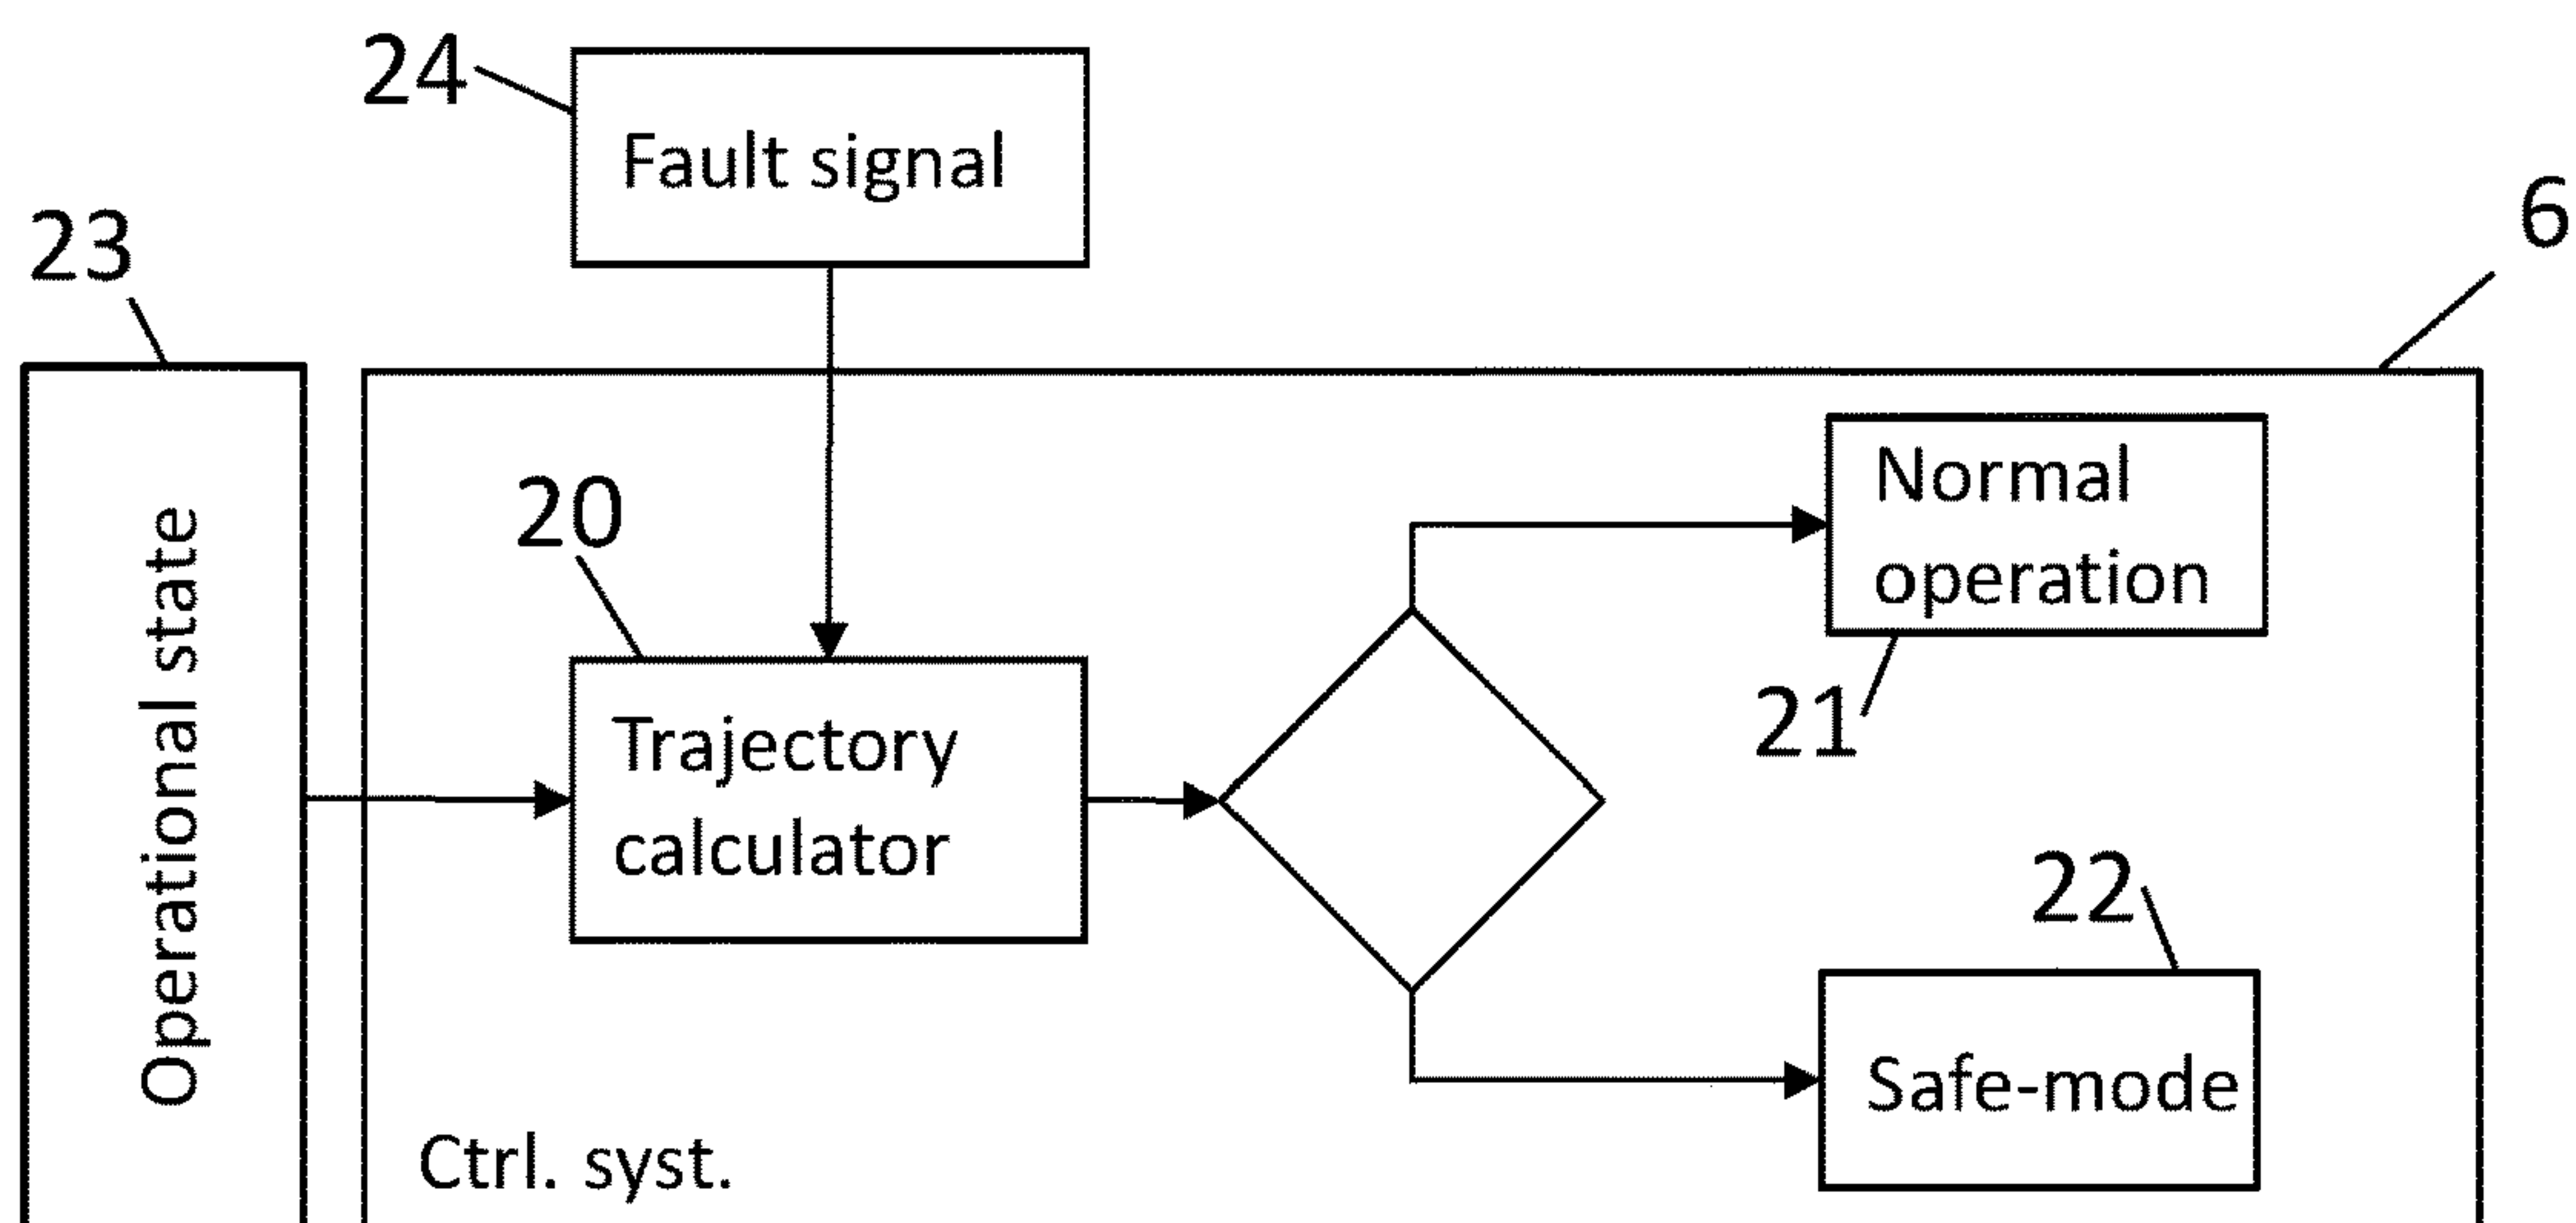 24
Fault signal
6
23
Operational state
20
Normal
operation
Trajectory
calculator
21
22
Safe-mode
Ctrl. syst.